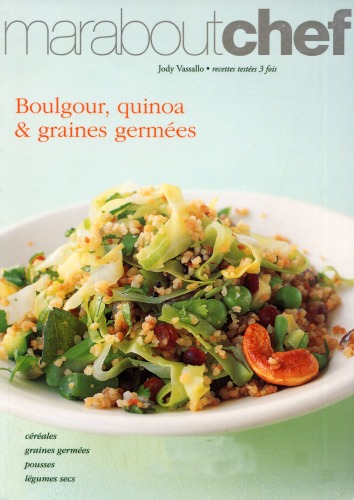 maraboutchef
Jody Vassallo • recettes testées 3 fois
Boulgour, quinoa
& graines germées
céréales
graines germées
pousses
légumes secs